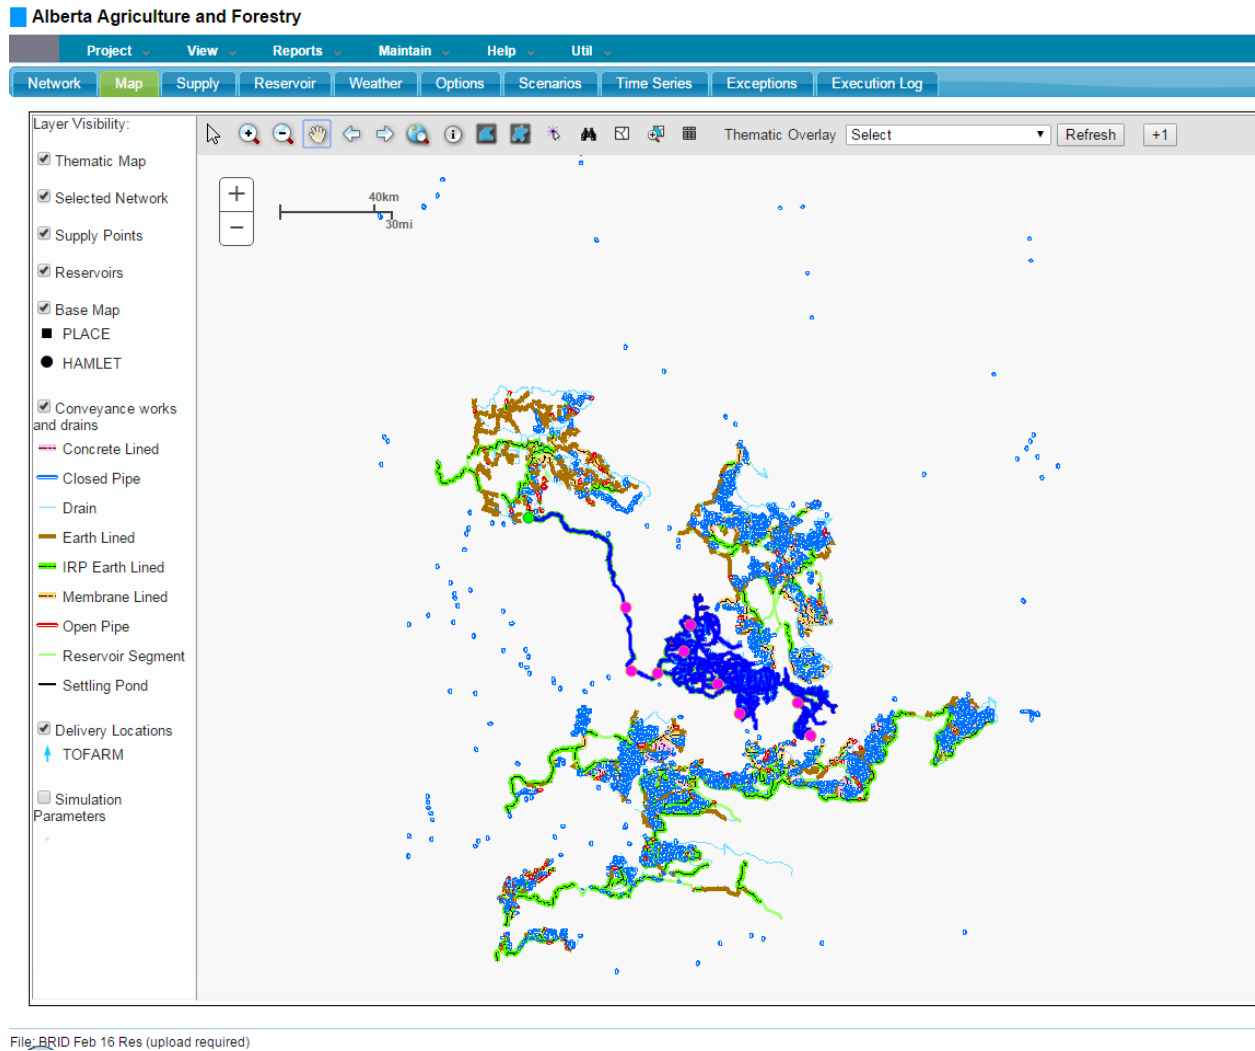 Alberta Agriculture and Forestry
Project View Reports Maintain Help Util
Network Map Supply Reservoir Weather Options Scenarios Time Series Exceptions Execution Log
Layer Visibility:
Thematic Overlay Select Refresh +1
Thematic Map
Selected Network
Supply Points
Reservoirs
Base Map
PLACE
HAMLET
Conveyance works
and drains
Concrete Lined
Closed Pipe
Drain
Earth Lined
IRP Earth Lined
Membrane Lined
Open Pipe
Reservoir Segment
Settling Pond
Delivery Locations
TOFARM
Simulation
Parameters
+
−
40km
30mi
File: BRID Feb 16 Res (upload required)